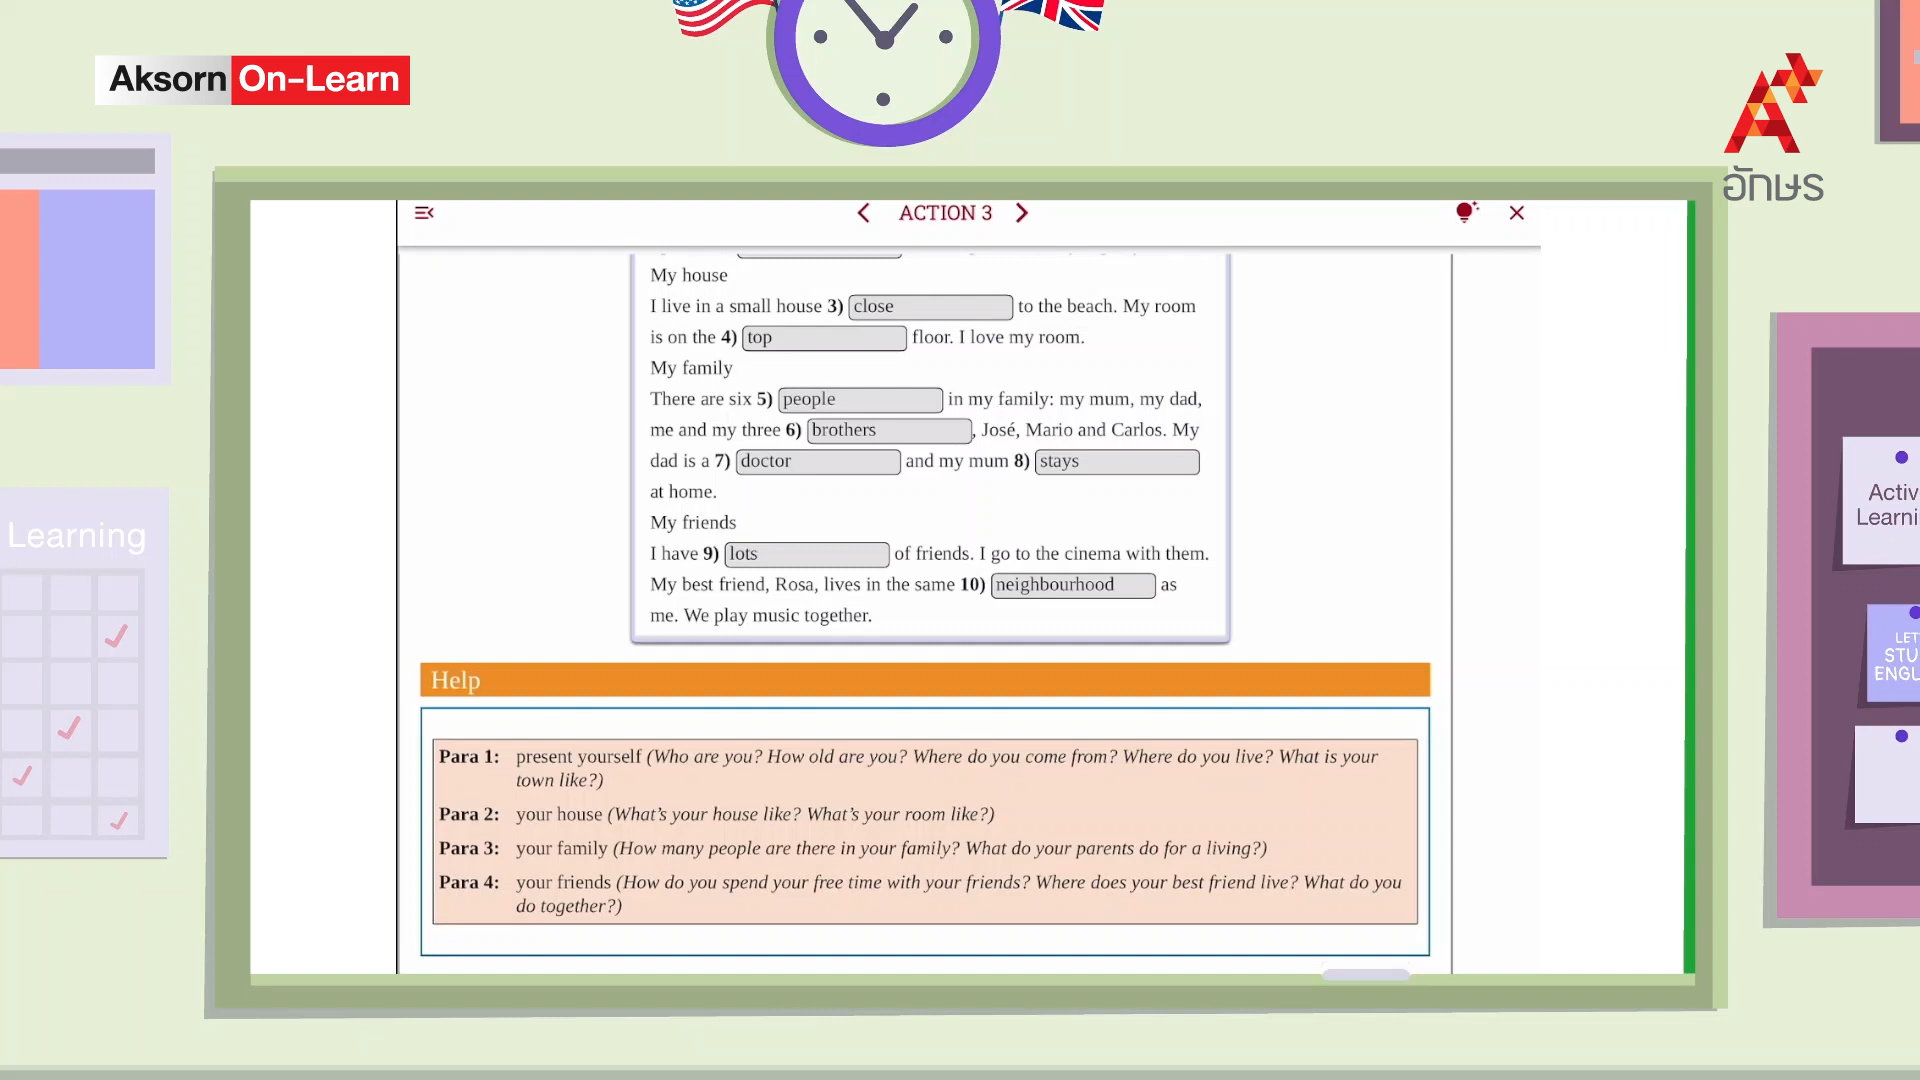 Aksorn On-Learn
อักษร
ACTION 3
My house
I live in a small house 3) close to the beach. My room
is on the 4) top floor. I love my room.
My family
There are six 5) people in my family: my mum, my dad,
me and my three 6) brothers, José, Mario and Carlos. My
dad is a 7) doctor and my mum 8) stays
at home.
My friends
I have 9) lots of friends. I go to the cinema with them.
My best friend, Rosa, lives in the same 10) neighbourhood as
me. We play music together.
Help
Para 1: present yourself (Who are you? How old are you? Where do you come from? Where do you live? What is your
town like?)
Para 2: your house (What's your house like? What's your room like?)
Para 3: your family (How many people are there in your family? What do your parents do for a living?)
Para 4: your friends (How do you spend your free time with your friends? Where does your best friend live? What do you
do together?)
Learning
Activ
Learni
LET
STU
ENGL